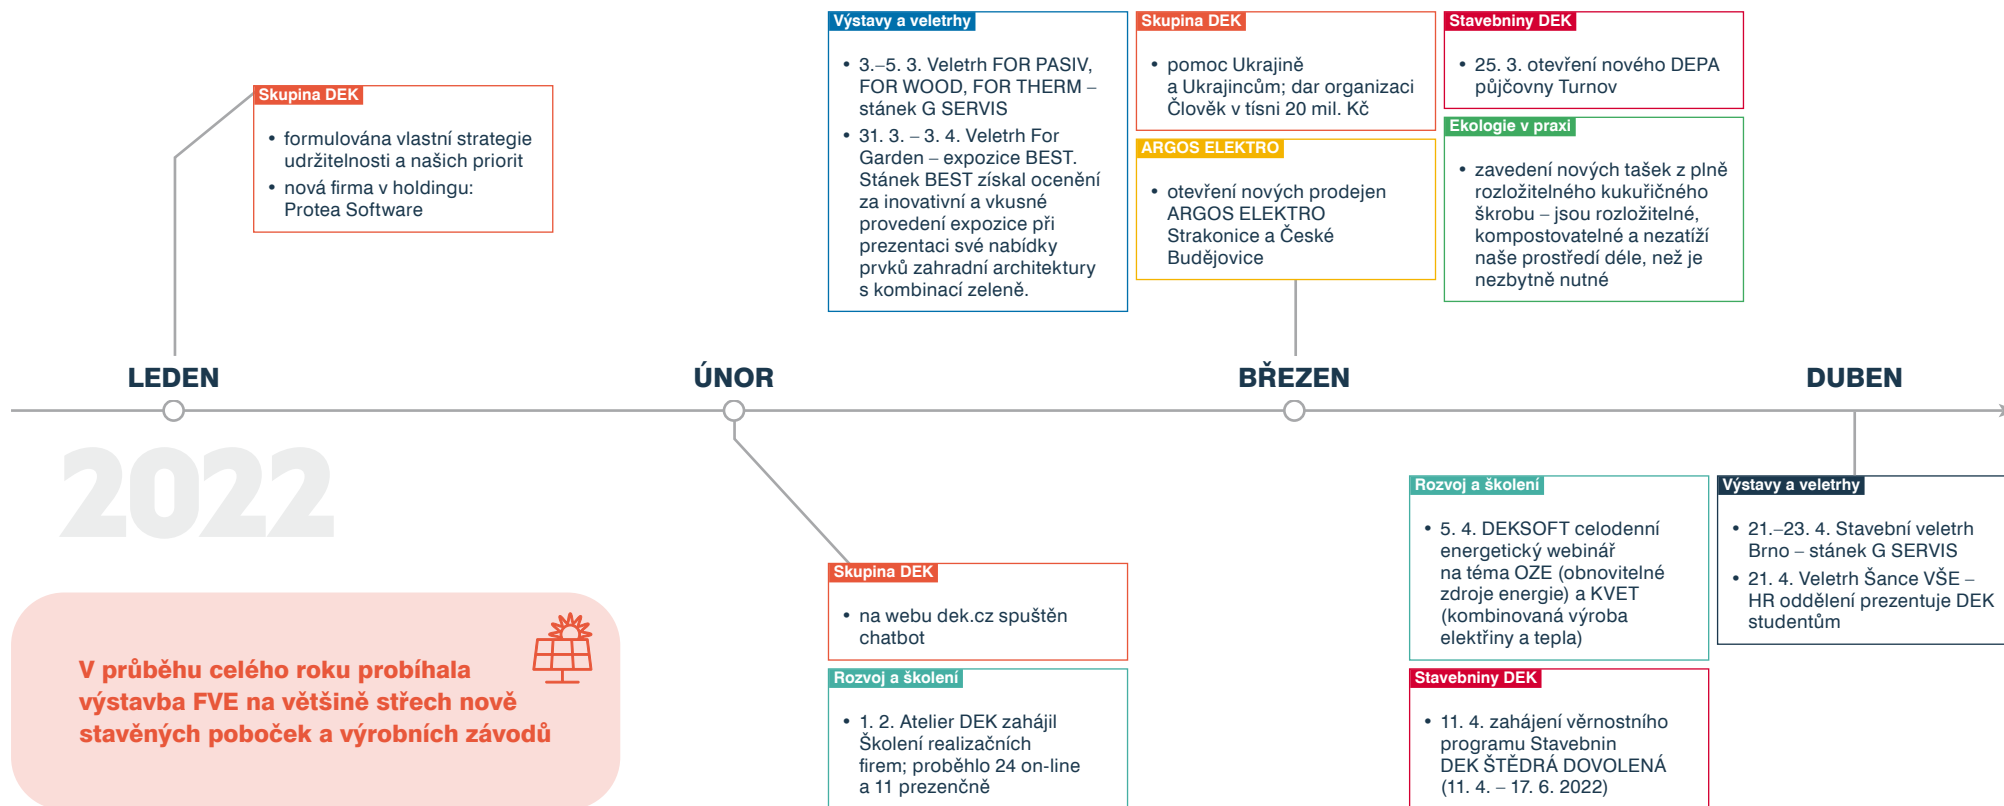 Skupina DEK
• formulována vlastní strategie
udržitelnosti a našich priorit
• nová firma v holdingu:
Protea Software
Výstavy a veletrhy
• 3.–5. 3. Veletrh FOR PASIV,
FOR WOOD, FOR THERM –
stánek G SERVIS
• 31. 3. – 3. 4. Veletrh For
Garden – expozice BEST.
Stánek BEST získal ocenění
za inovativní a vkusné
provedení expozice při
prezentaci své nabídky
prvků zahradní architektury
s kombinací zeleně.
Skupina DEK
• pomoc Ukrajině
a Ukrajincům; dar organizaci
Člověk v tísni 20 mil. Kč
ARGOS ELEKTRO
• otevření nových prodejen
ARGOS ELEKTRO
Strakonice a České
Budějovice
Stavebniny DEK
• 25. 3. otevření nového DEPA
půjčovny Turnov
Ekologie v praxi
• zavedení nových tašek z plně
rozložitelného kukuřičného
škrobu – jsou rozložitelné,
kompostovatelné a nezatíží
naše prostředí déle, než je
nezbytně nutné
LEDEN
ÚNOR
BŘEZEN
DUBEN
2022
V průběhu celého roku probíhala
výstavba FVE na většině střech nově
stavěných poboček a výrobních závodů
Skupina DEK
• na webu dek.cz spuštěn
chatbot
Rozvoj a školení
• 1. 2. Atelier DEK zahájil
Školení realizačních
firem; proběhlo 24 on-line
a 11 prezenčně
Rozvoj a školení
• 5. 4. DEKSOFT celodenní
energetický webinář
na téma OZE (obnovitelné
zdroje energie) a KVET
(kombinovaná výroba
elektřiny a tepla)
Stavebniny DEK
• 11. 4. zahájení věrnostního
programu Stavebnin
DEK ŠTĚDRÁ DOVOLENÁ
(11. 4. – 17. 6. 2022)
Výstavy a veletrhy
• 21.–23. 4. Stavební veletrh
Brno – stánek G SERVIS
• 21. 4. Veletrh Šance VŠE –
HR oddělení prezentuje DEK
studentům